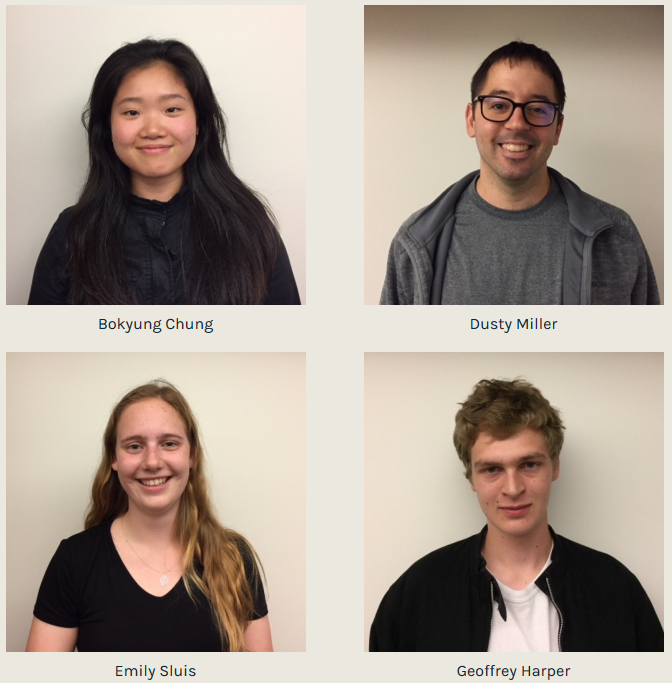 Bokyung Chung
Dusty Miller
Emily Sluis
Geoffrey Harper